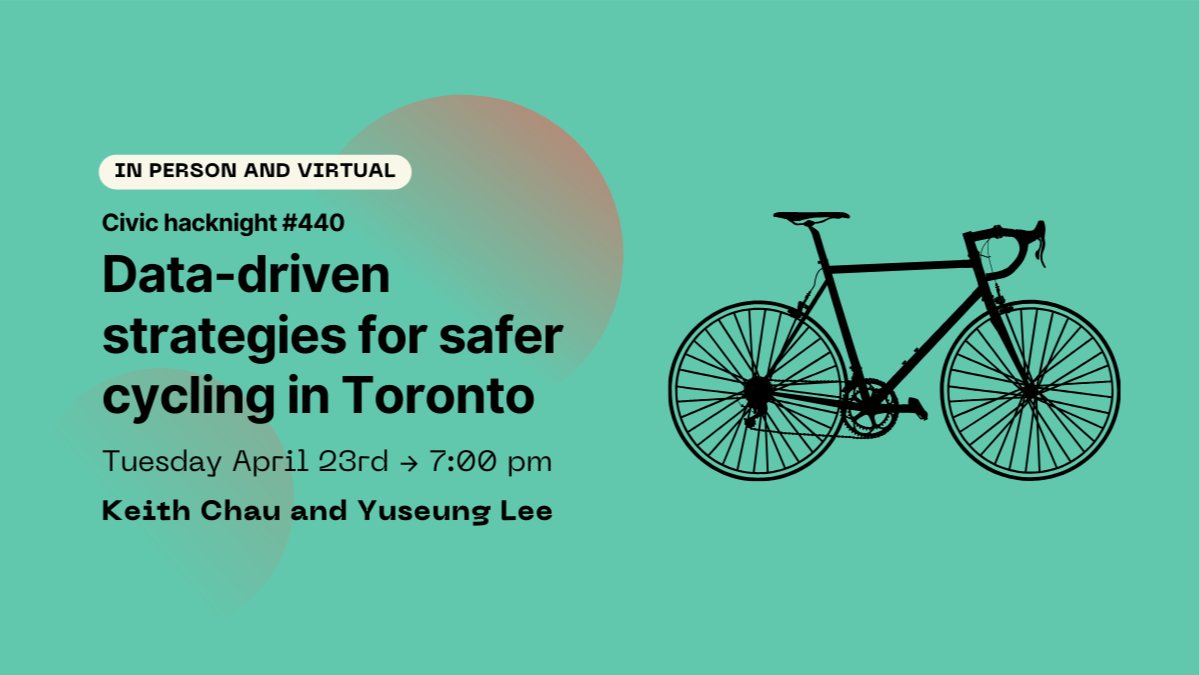 IN PERSON AND VIRTUAL
Civic hacknight #440
Data-driven
strategies for safer
cycling in Toronto
Tuesday April 23rd → 7:00 pm
Keith Chau and Yuseung Lee